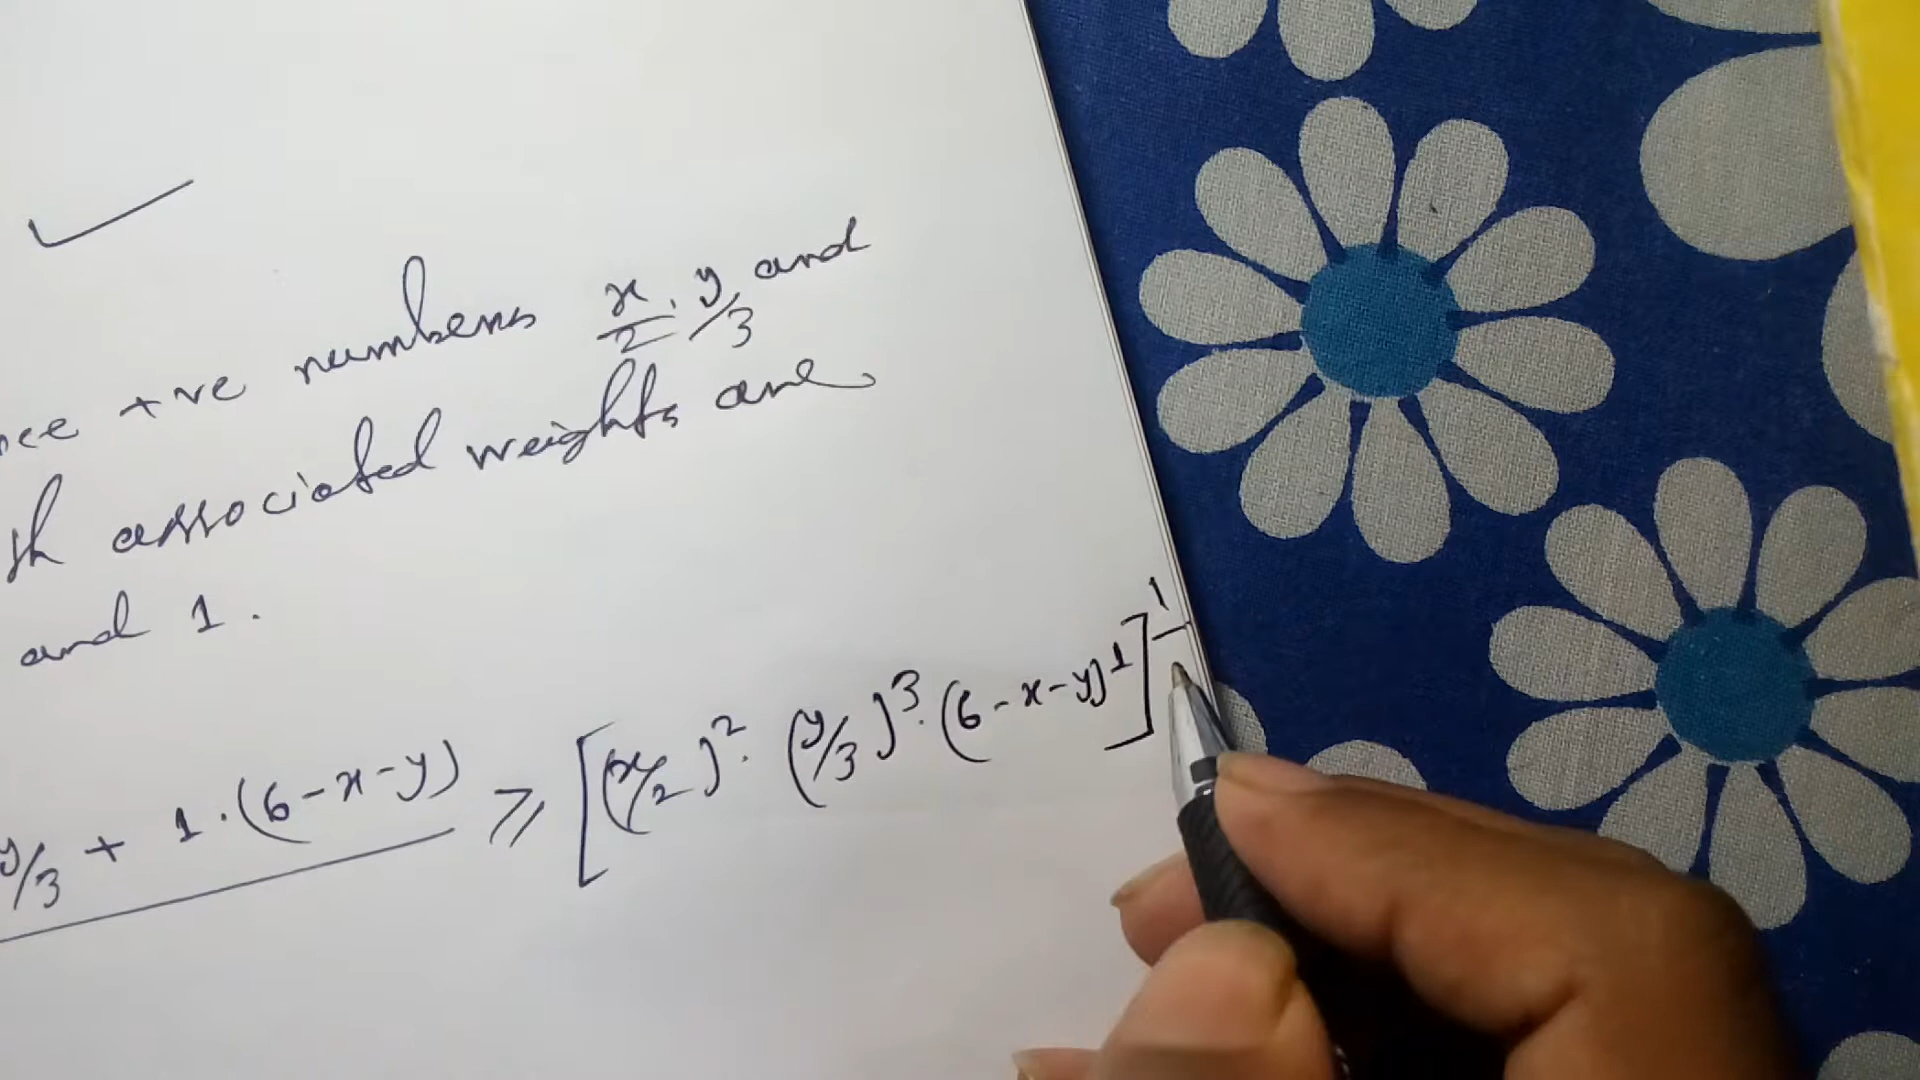 +ve numbers x/2, y/3 and
associated weights are
and 1.
y/3 + 1.(6-x-y) ≥ [(x/2)^2 . (y/3)^3 . (6-x-y)^1]^1